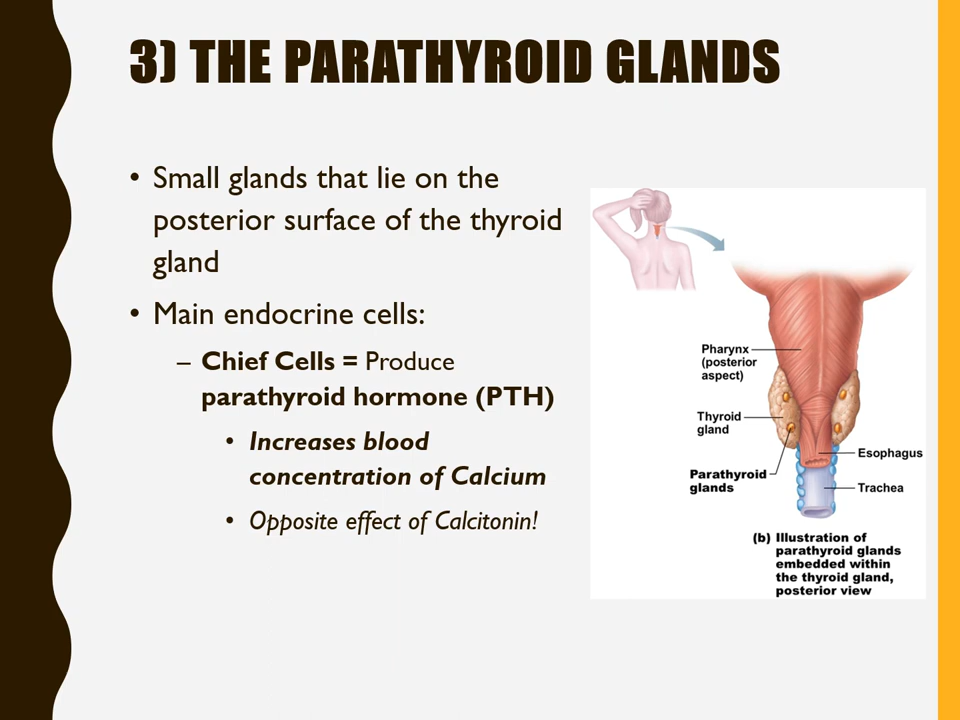 3) THE PARATHYROID GLANDS
• Small glands that lie on the
posterior surface of the thyroid
gland
• Main endocrine cells:
– Chief Cells = Produce
parathyroid hormone (PTH)
• Increases blood
concentration of Calcium
• Opposite effect of Calcitonin!
Pharynx
(posterior
aspect)
Thyroid
gland
Esophagus
Parathyroid
glands
Trachea
(b) Illustration of
parathyroid glands
embedded within
the thyroid gland,
posterior view